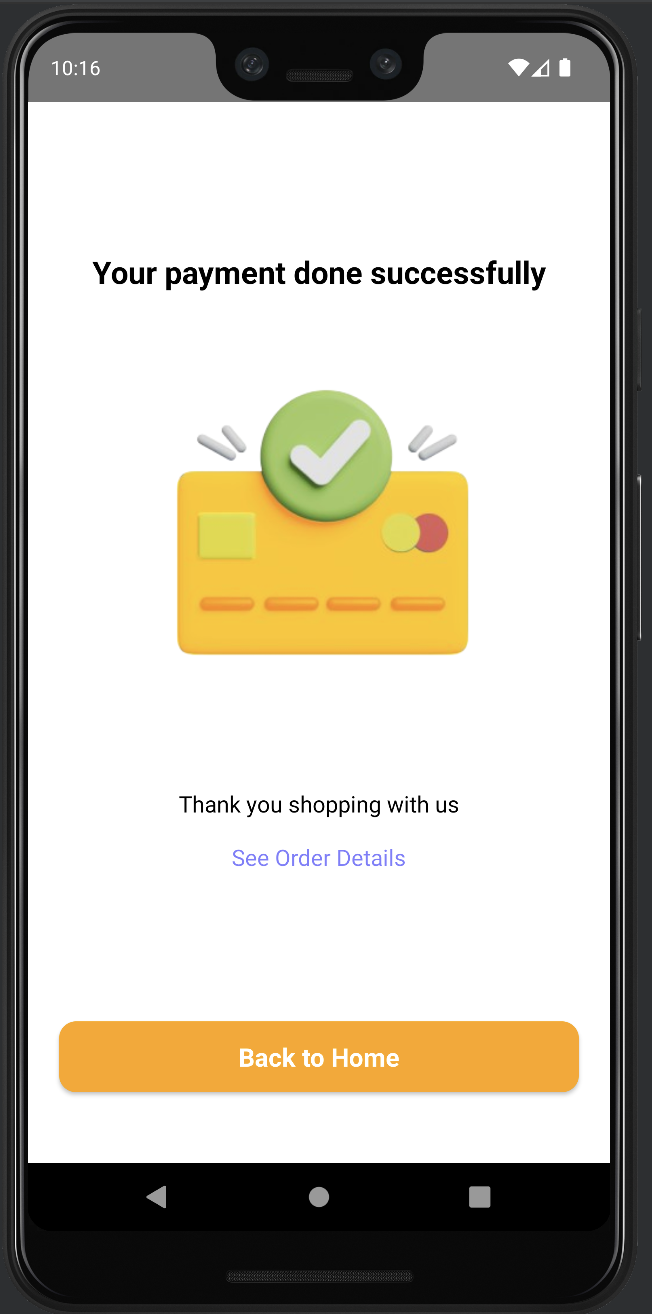 10:16
Your payment done successfully
Thank you shopping with us
See Order Details
Back to Home